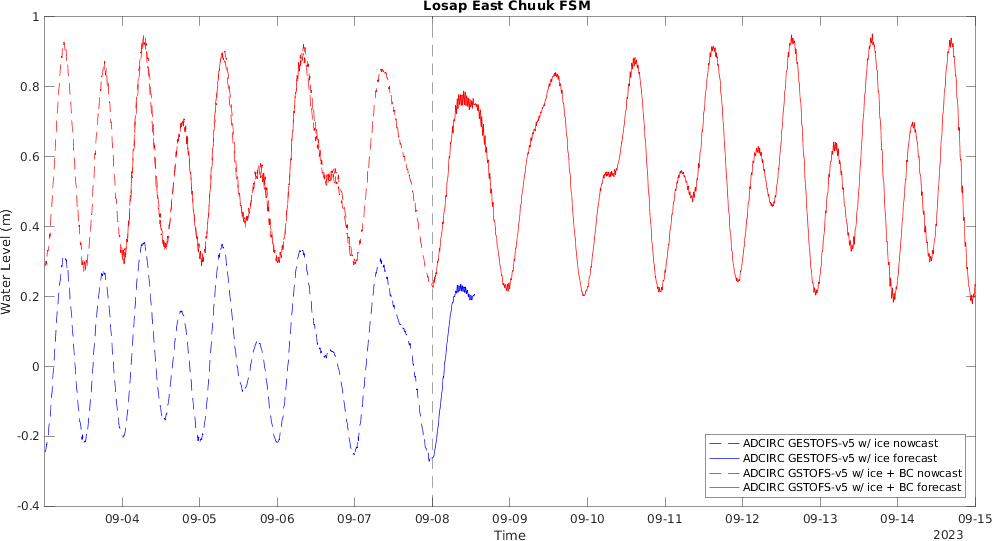 Losap East Chuuk FSM
1
0.8
0.6
0.4
0.2
0
-0.2
-0.4
Water Level (m)
ADCIRC GESTOFS-v5 w/ ice nowcast
ADCIRC GESTOFS-v5 w/ ice forecast
ADCIRC GSTOFS-v5 w/ ice + BC nowcast
ADCIRC GSTOFS-v5 w/ ice + BC forecast
09-04 09-05 09-06 09-07 09-08 09-09 09-10 09-11 09-12 09-13 09-14 09-15
Time
2023